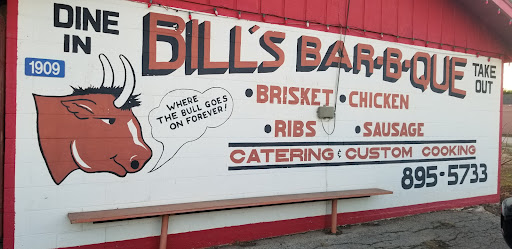 DINE
IN
BILL'S BAR-B-QUE
TAKE
OUT
1909
WHERE
THE BULL GOES
ON FOREVER!
•BRISKET •CHICKEN
•RIBS •SAUSAGE
CATERING & CUSTOM COOKING
895-5733